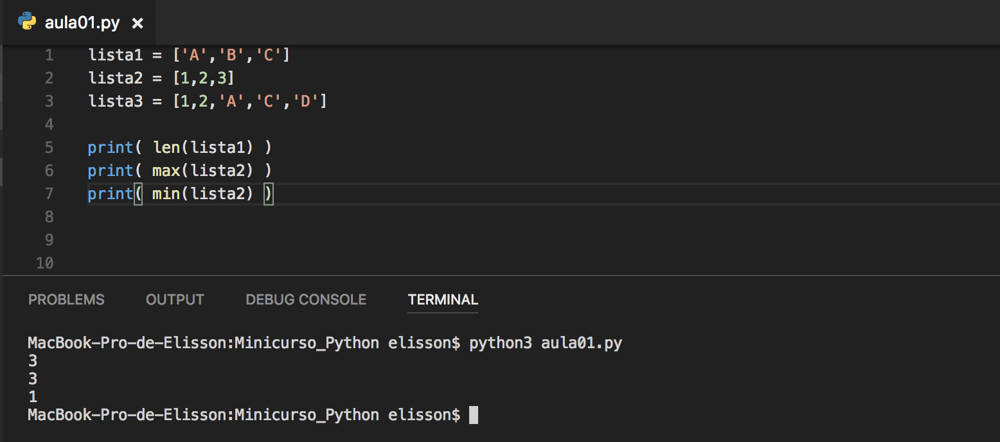 aula01.py ×
1 lista1 = ['A','B','C']
2 lista2 = [1,2,3]
3 lista3 = [1,2,'A','C','D']
4
5 print( len(lista1) )
6 print( max(lista2) )
7 print( min(lista2) )
8
9
10
PROBLEMS OUTPUT DEBUG CONSOLE TERMINAL
MacBook-Pro-de-Elisson:Minicurso_Python elisson$ python3 aula01.py
3
3
1
MacBook-Pro-de-Elisson:Minicurso_Python elisson$